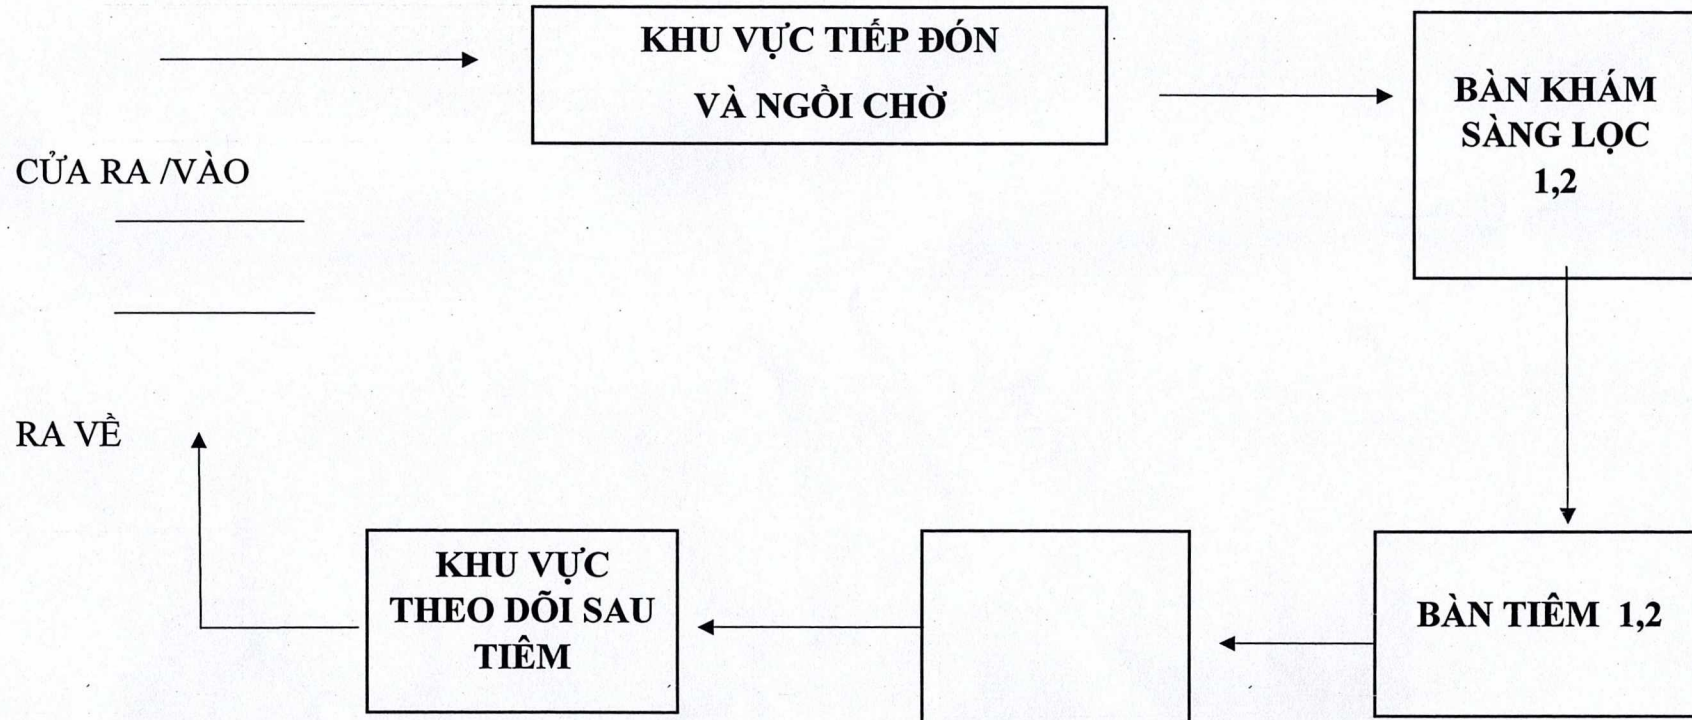 KHU VỰC TIẾP ĐÓN
VÀ NGỒI CHỜ
BÀN KHÁM
SÀNG LỌC
1,2
CỬA RA /VÀO
RA VỀ
KHU VỰC
THEO DÕI SAU
TIÊM
BÀN TIÊM 1,2